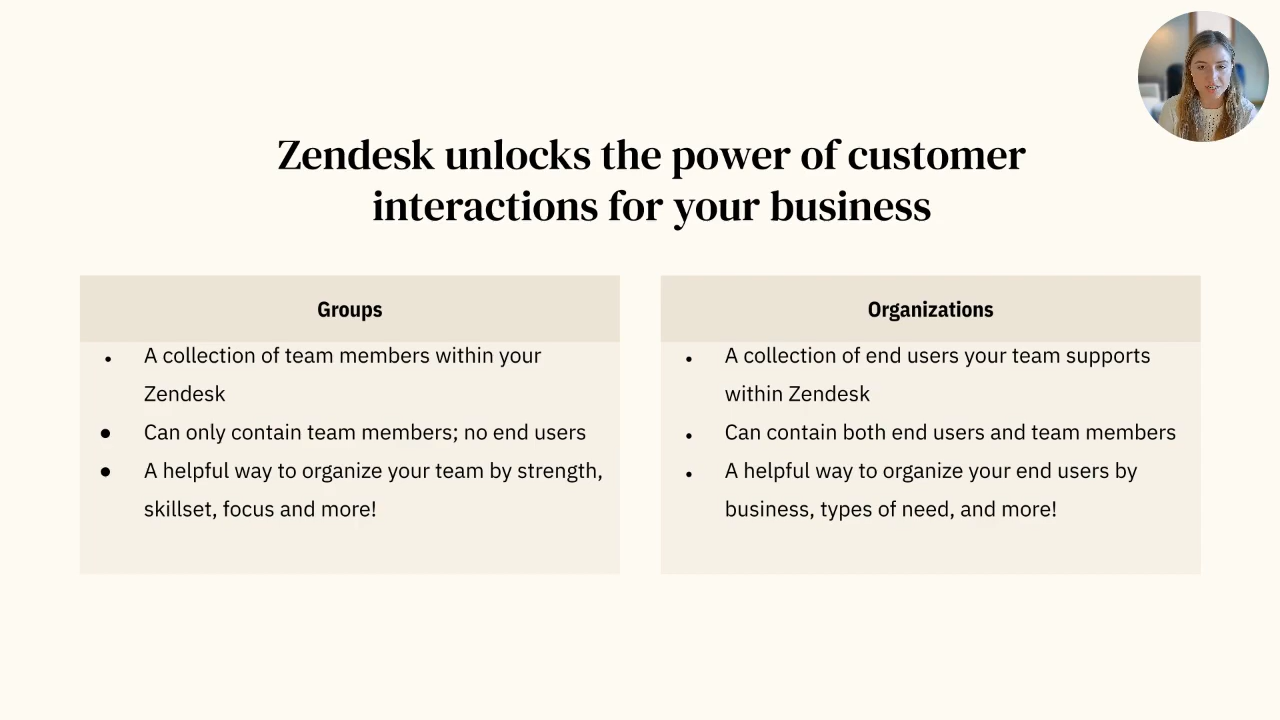 Zendesk unlocks the power of customer
interactions for your business
Groups
• A collection of team members within your
Zendesk
• Can only contain team members; no end users
• A helpful way to organize your team by strength,
skillset, focus and more!
Organizations
• A collection of end users your team supports
within Zendesk
• Can contain both end users and team members
• A helpful way to organize your end users by
business, types of need, and more!